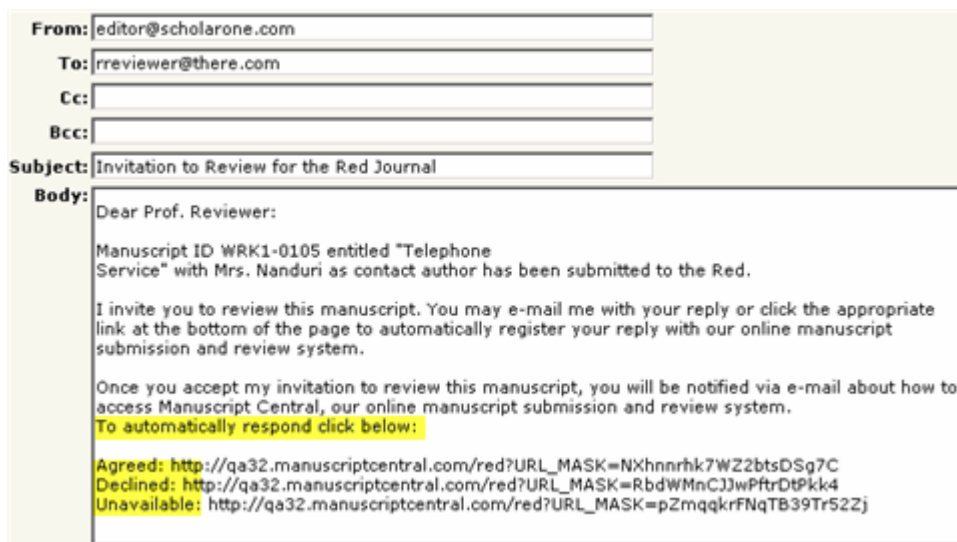 From: editor@scholarone.com
To: rreviewer@there.com
Cc:
Bcc:
Subject: Invitation to Review for the Red Journal
Body:
Dear Prof. Reviewer:
Manuscript ID WRK1-0105 entitled "Telephone
Service" with Mrs. Nanduri as contact author has been submitted to the Red.
I invite you to review this manuscript. You may e-mail me with your reply or click the appropriate
link at the bottom of the page to automatically register your reply with our online manuscript
submission and review system.
Once you accept my invitation to review this manuscript, you will be notified via e-mail about how to
access Manuscript Central, our online manuscript submission and review system.
To automatically respond click below:
Agreed: http://qa32.manuscriptcentral.com/red?URL_MASK=NXhnnrhk7WZ2btsDSg7C
Declined: http://qa32.manuscriptcentral.com/red?URL_MASK=RbdWMnCJJwPftrDtPkk4
Unavailable: http://qa32.manuscriptcentral.com/red?URL_MASK=pZmqqkrFNqTB39Tr52Zj